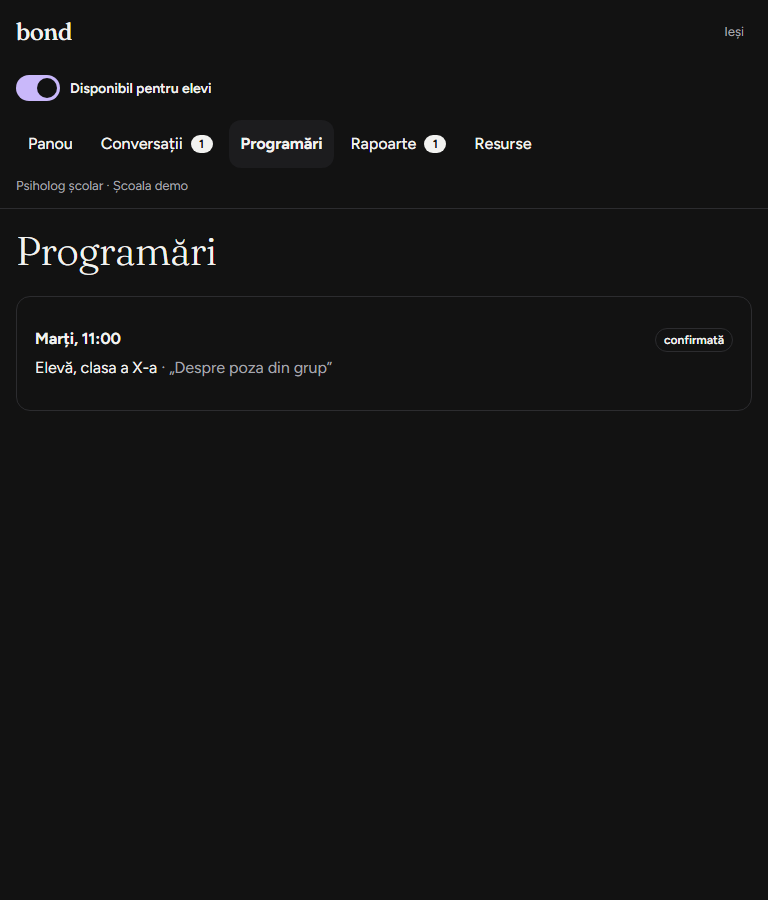 bond
Ieși
Disponibil pentru elevi
Panou Conversații 1 Programări Rapoarte 1 Resurse
Psiholog școlar · Școala demo
Programări
Marți, 11:00
confirmată
Elevă, clasa a X-a · „Despre poza din grup”